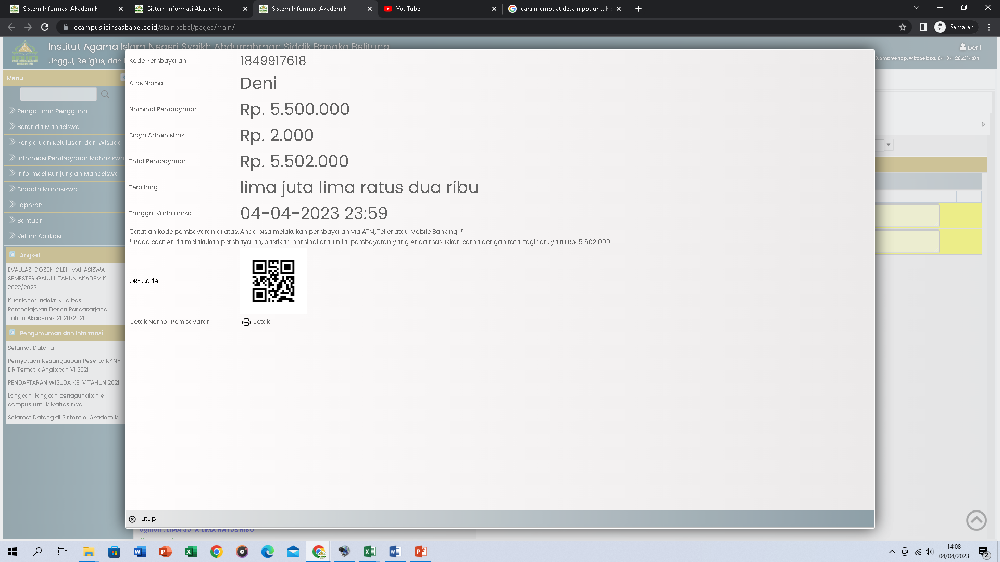 Sistem Informasi Akademik
Sistem Informasi Akademik
Sistem Informasi Akademik
YouTube
cara membuat desain ppt untuk
ecampus.iainsasbabel.ac.id/stainbabel/pages/main/
Samaran
Institut Agama Islam Negeri Syaikh Abdurrahman Siddik Bangka Belitung
Unggul, Religius, dan
Deni
3, Smt: Genap, Wkt: Selasa, 04-04-2023 14:04
Menu
Pengaturan Pengguna
Beranda Mahasiswa
Pengajuan Kelulusan dan Wisuda
Informasi Pembayaran Mahasiswa
Informasi Kunjungan Mahasiswa
Biodata Mahasiswa
Laporan
Bantuan
Keluar Aplikasi
Angket
EVALUASI DOSEN OLEH MAHASISWA
SEMESTER GANJIL TAHUN AKADEMIK
2022/2023
Kuesioner Indeks Kualitas
Pembelajaran Dosen Pascasarjana
Tahun Akademik 2020/2021
Pengumuman dan Informasi
Selamat Datang
Pernyataan Kesanggupan Peserta KKN-
DR Tematik Angkatan VI 2021
PENDAFTARAN WISUDA KE-V TAHUN 2021
Langkah-langkah penggunakan e-
campus untuk Mahasiswa
Selamat Datang di Sistem e-Akademik
Kode Pembayaran 1849917618
Atas Nama Deni
Nominal Pembayaran Rp. 5.500.000
Biaya Administrasi Rp. 2.000
Total Pembayaran Rp. 5.502.000
Terbilang lima juta lima ratus dua ribu
Tanggal Kadaluarsa 04-04-2023 23:59
Catatlah kode pembayaran di atas, Anda bisa melakukan pembayaran via ATM, Teller atau Mobile Banking. *
* Pada saat Anda melakukan pembayaran, pastikan nominal atau nilai pembayaran yang Anda masukkan sama dengan total tagihan, yaitu Rp. 5.502.000
QR-Code
Cetak Nomor Pembayaran Cetak
Tutup
Tagihan : LIMA JUTA LIMA RATUS RIBU
14:08
04/04/2023
2